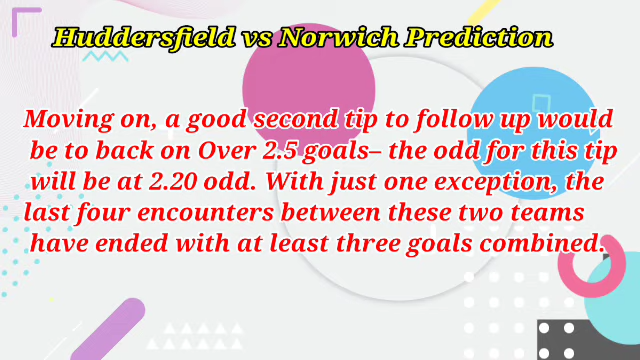 Huddersfield vs Norwich Prediction
Moving on, a good second tip to follow up would
be to back on Over 2.5 goals– the odd for this tip
will be at 2.20 odd. With just one exception, the
last four encounters between these two teams
have ended with at least three goals combined.